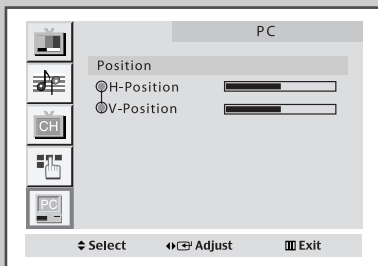 PC
Position
H-Position
V-Position
CH
PC
Select Adjust Exit